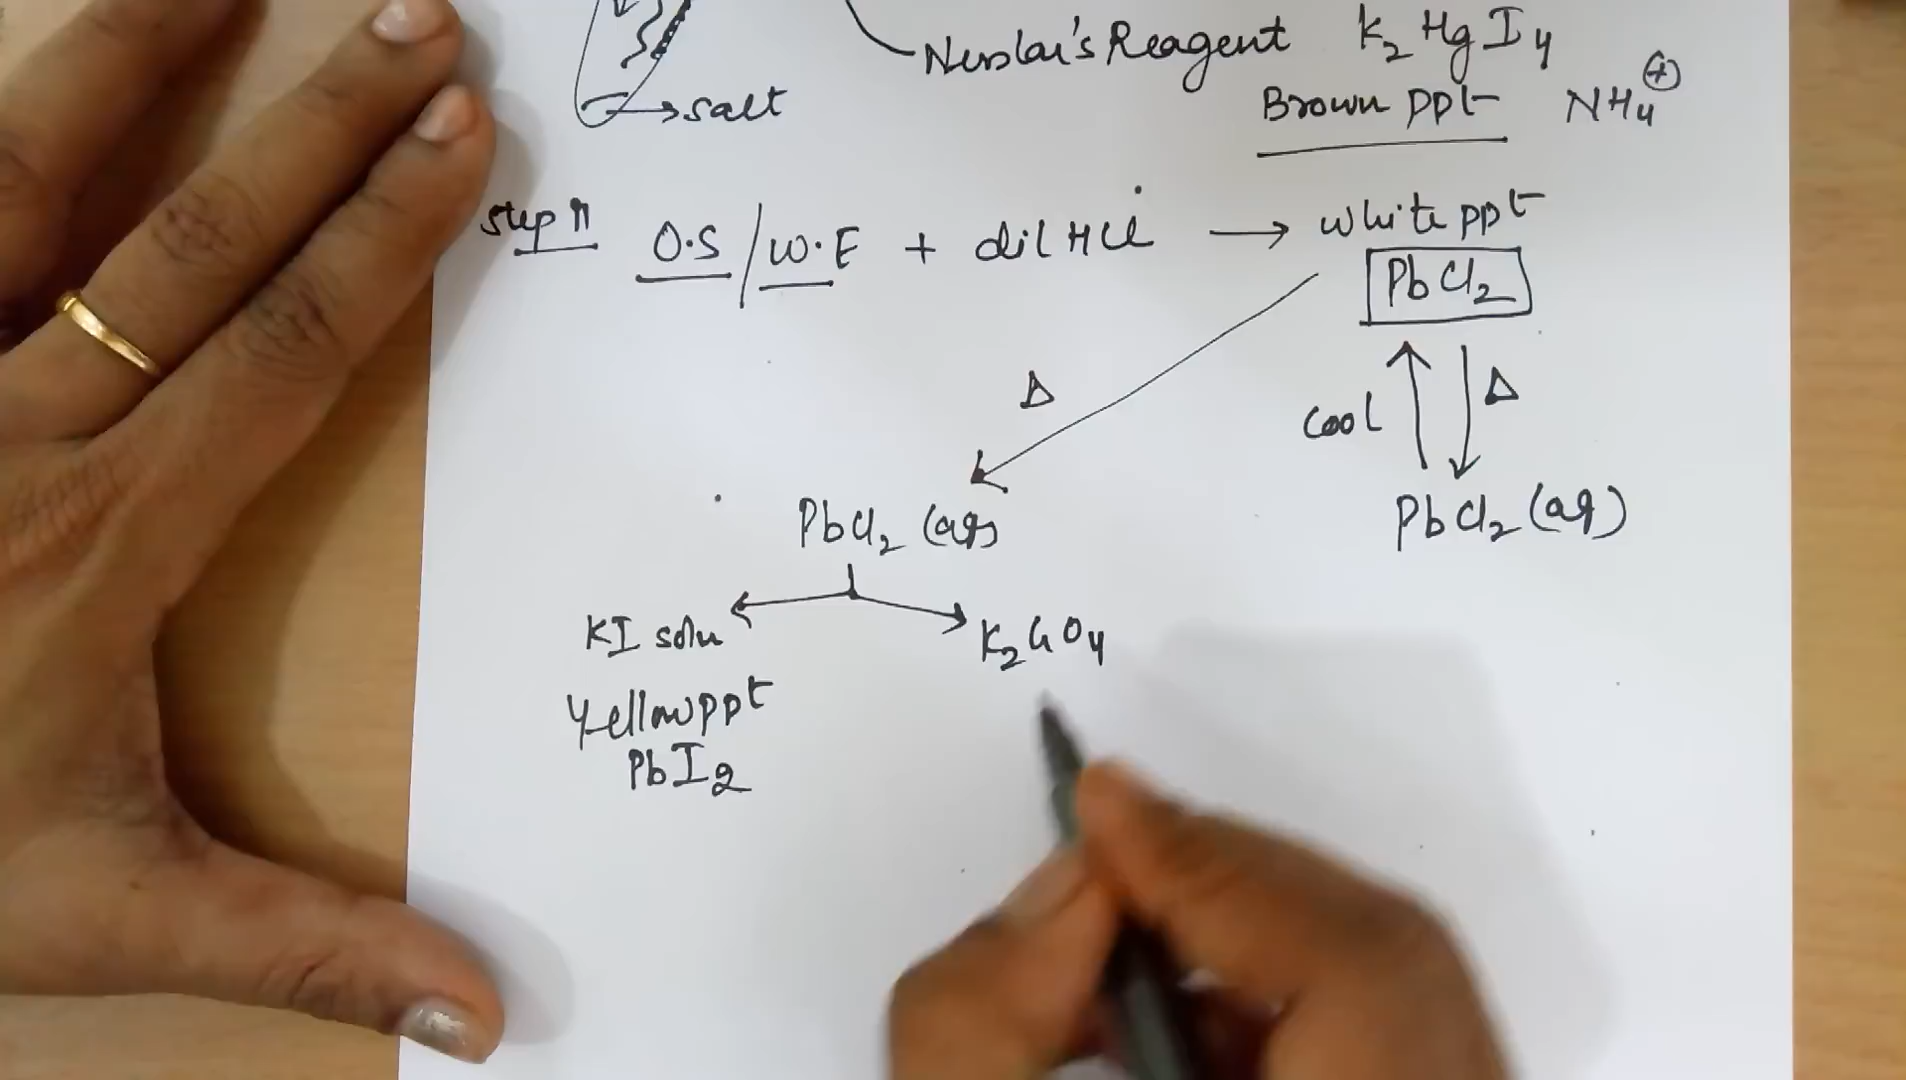 Nesslar's Reagent K2HgI4
salt
Brown ppt NH4+
Step II O.S/W.E + dil HCl → white ppt
PbCl2
Δ
cool Δ
PbCl2 (aq) PbCl2 (aq)
KI soln K2CrO4
Yellow ppt
PbI2